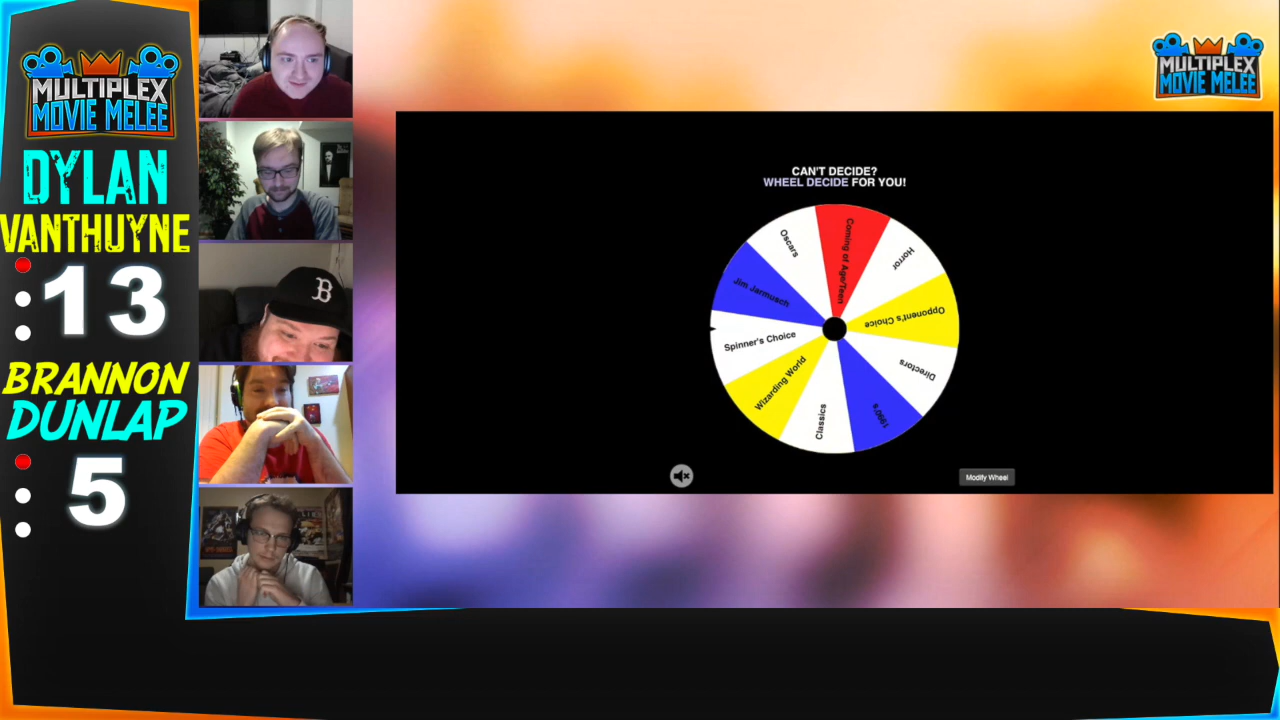 MULTIPLEX
MOVIE MELEE
DYLAN
VANTHUYNE
13
BRANNON
DUNLAP
5
B
MULTIPLEX
MOVIE MELEE
CAN'T DECIDE?
WHEEL DECIDE FOR YOU!
Coming of Age/Teen
Horror
Opponent's Choice
Directors
1990's
Classics
Wizarding World
Spinner's Choice
Jim Jarmusch
Oscars
Modify Wheel